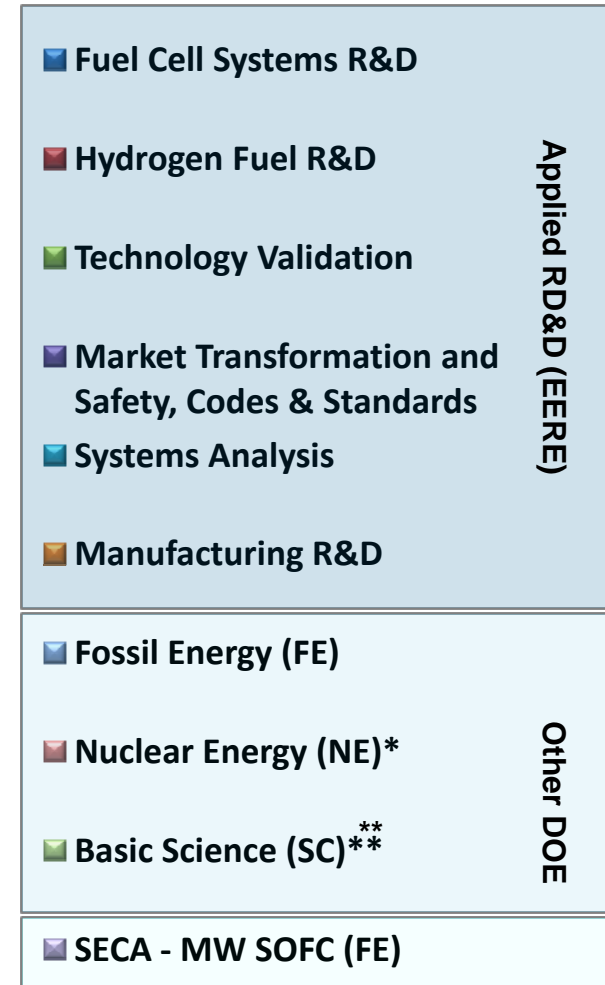 Fuel Cell Systems R&D
Hydrogen Fuel R&D
Technology Validation
Market Transformation and
Safety, Codes & Standards
Systems Analysis
Manufacturing R&D
Applied RD&D (EERE)
Fossil Energy (FE)
Nuclear Energy (NE)*
**
Basic Science (SC)**
Other DOE
SECA - MW SOFC (FE)